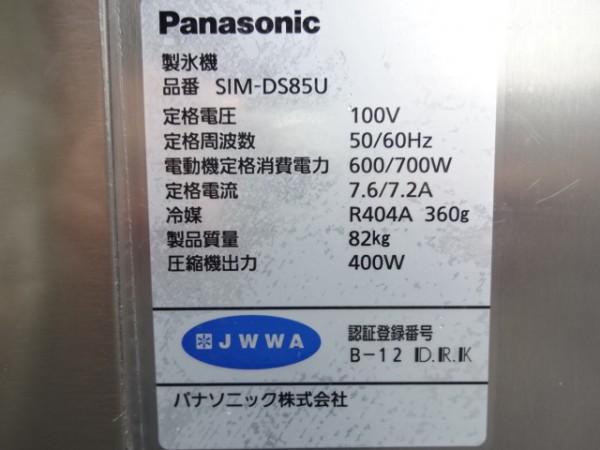 Panasonic
製氷機
品番 SIM-DS85U
定格電圧 100V
定格周波数 50/60Hz
電動機定格消費電力 600/700W
定格電流 7.6/7.2A
冷媒 R404A 360g
製品質量 82kg
圧縮機出力 400W
JWWA 認証登録番号
B-12 ID.IR.IK
パナソニック株式会社